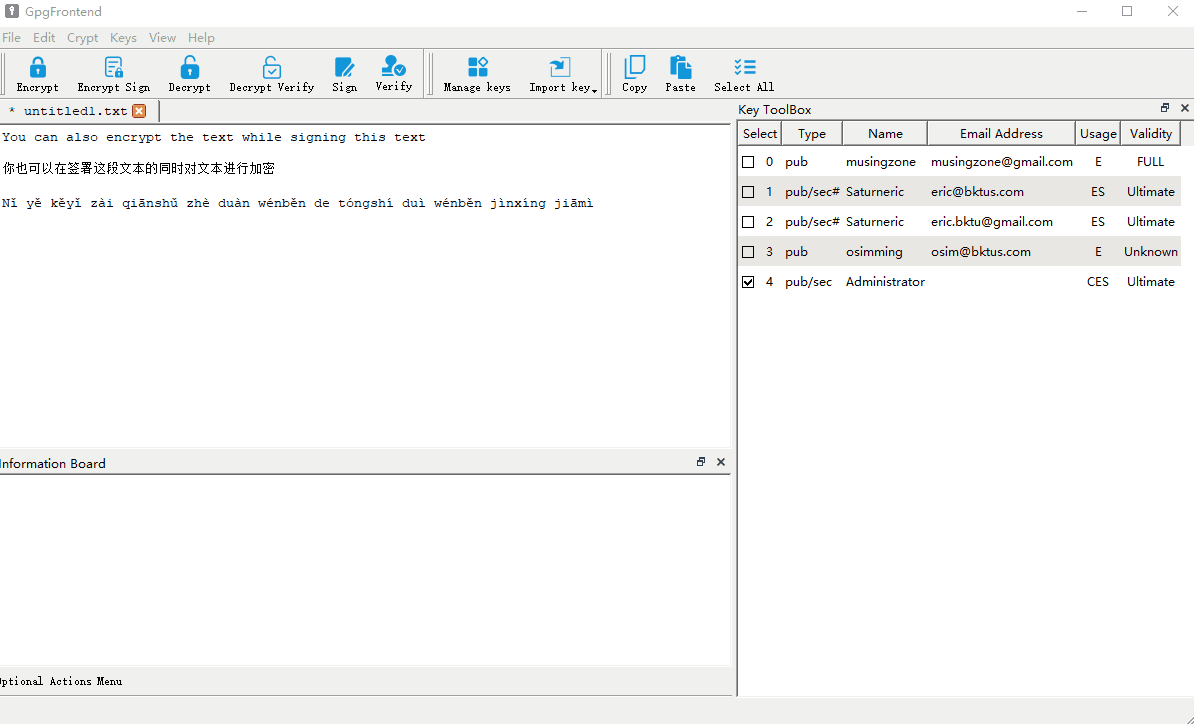 GpgFrontend
File Edit Crypt Keys View Help
Encrypt Encrypt Sign Decrypt Decrypt Verify Sign Verify Manage keys Import key Copy Paste Select All
* untitled1.txt
You can also encrypt the text while signing this text
你也可以在签署这段文本的同时对文本进行加密
Nǐ yě kěyǐ zài qiānshǔ zhè duàn wénběn de tóngshí duì wénběn jìnxíng jiāmì
Information Board
Optional Actions Menu
Key ToolBox
Select Type Name Email Address Usage Validity
0 pub musingzone musingzone@gmail.com E FULL
1 pub/sec# Saturneric eric@bktus.com ES Ultimate
2 pub/sec# Saturneric eric.bktu@gmail.com ES Ultimate
3 pub osimming osim@bktus.com E Unknown
4 pub/sec Administrator CES Ultimate